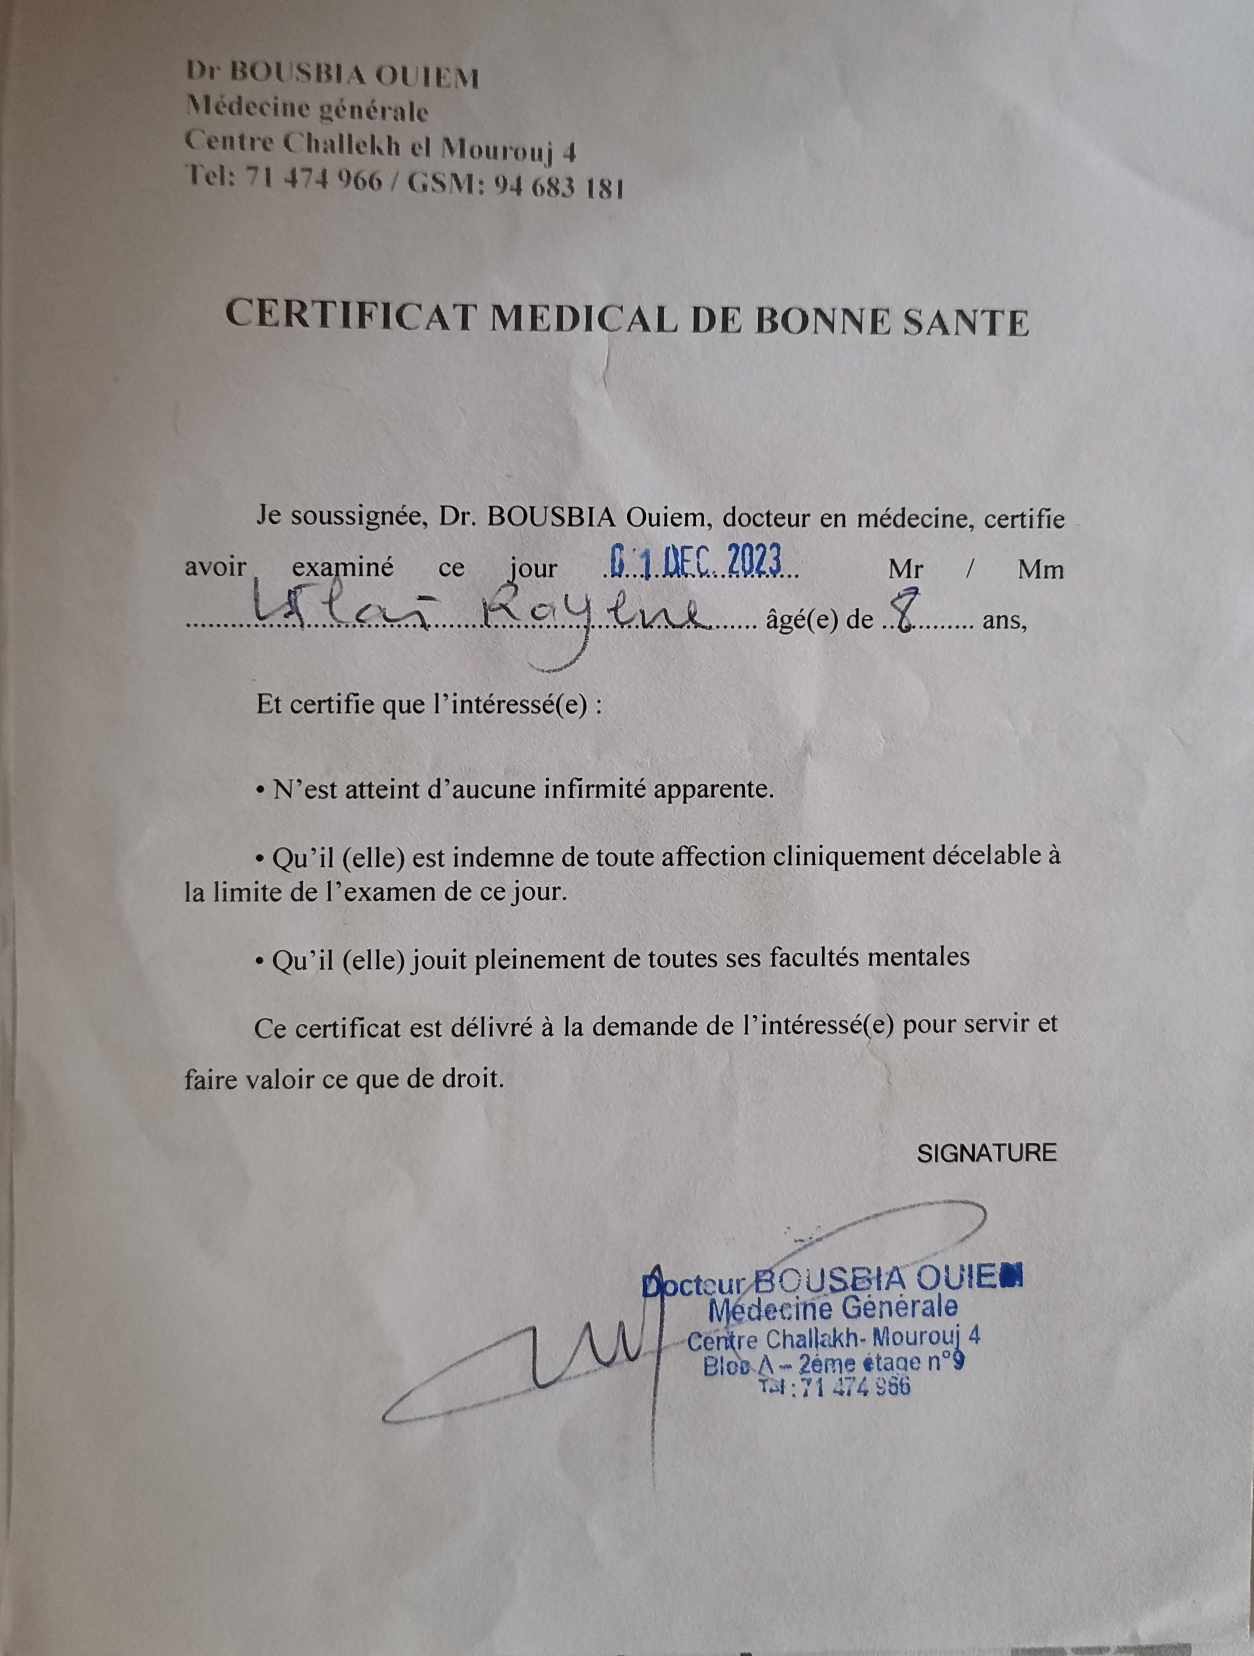 Dr BOUSBIA OUIEM
Médecine générale
Centre Challekh el Mourouj 4
Tel: 71 474 966 / GSM: 94 683 181
CERTIFICAT MEDICAL DE BONNE SANTE
Je soussignée, Dr. BOUSBIA Ouiem, docteur en médecine, certifie
avoir examiné ce jour 01 DEC. 2023 Mr / Mm
Rayene âgé(e) de 8 ans,
Et certifie que l'intéressé(e) :
• N'est atteint d'aucune infirmité apparente.
• Qu'il (elle) est indemne de toute affection cliniquement décelable à
la limite de l'examen de ce jour.
• Qu'il (elle) jouit pleinement de toutes ses facultés mentales
Ce certificat est délivré à la demande de l'intéressé(e) pour servir et
faire valoir ce que de droit.
SIGNATURE
Docteur BOUSBIA OUIEM
Médecine Générale
Centre Challakh- Mourouj 4
Bloc A – 2éme étage n°9
Tél : 71 474 966